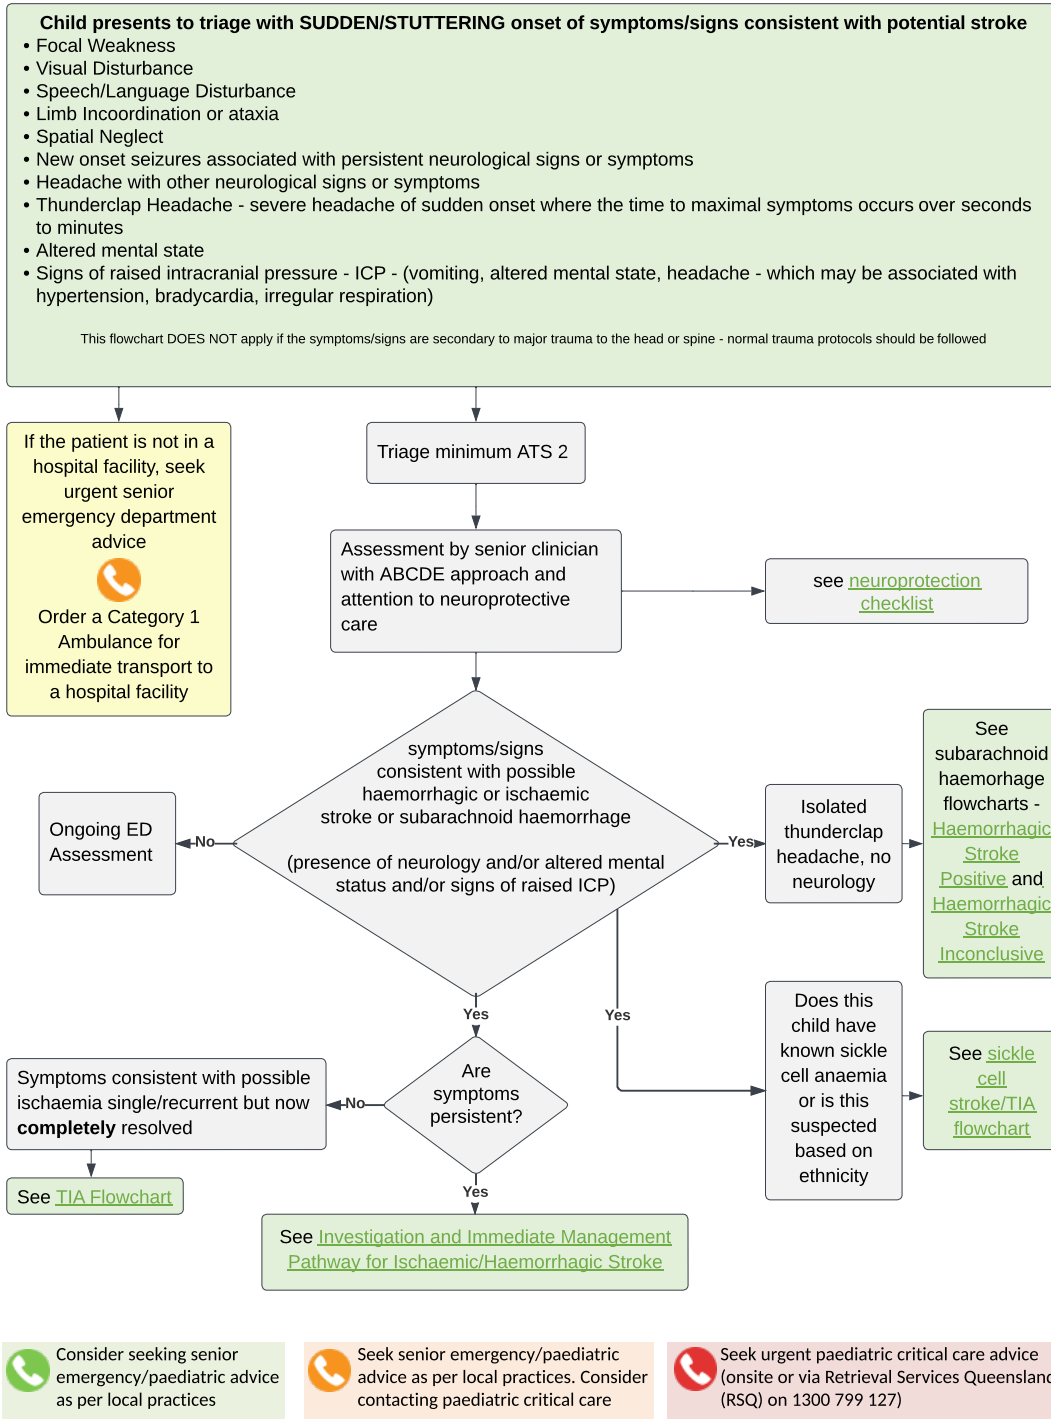 Child presents to triage with SUDDEN/STUTTERING onset of symptoms/signs consistent with potential stroke
• Focal Weakness
• Visual Disturbance
• Speech/Language Disturbance
• Limb Incoordination or ataxia
• Spatial Neglect
• New onset seizures associated with persistent neurological signs or symptoms
• Headache with other neurological signs or symptoms
• Thunderclap Headache - severe headache of sudden onset where the time to maximal symptoms occurs over seconds
to minutes
• Altered mental state
• Signs of raised intracranial pressure - ICP - (vomiting, altered mental state, headache - which may be associated with
hypertension, bradycardia, irregular respiration)
This flowchart DOES NOT apply if the symptoms/signs are secondary to major trauma to the head or spine - normal trauma protocols should be followed
If the patient is not in a
hospital facility, seek
urgent senior
emergency department
advice
Order a Category 1
Ambulance for
immediate transport to
a hospital facility
Triage minimum ATS 2
Assessment by senior clinician
with ABCDE approach and
attention to neuroprotective
care
see neuroprotection
checklist
symptoms/signs
consistent with possible
haemorrhagic or ischaemic
stroke or subarachnoid haemorrhage
(presence of neurology and/or altered mental
status and/or signs of raised ICP)
No
Ongoing ED
Assessment
Yes
Isolated
thunderclap
headache, no
neurology
See
subarachnoid
haemorhage
flowcharts -
Haemorrhagic
Stroke
Positive and
Haemorrhagic
Stroke
Inconclusive
Yes
Does this
child have
known sickle
cell anaemia
or is this
suspected
based on
ethnicity
See sickle
cell
stroke/TIA
flowchart
Yes
Are
symptoms
persistent?
No
Symptoms consistent with possible
ischaemia single/recurrent but now
completely resolved
See TIA Flowchart
Yes
See Investigation and Immediate Management
Pathway for Ischaemic/Haemorrhagic Stroke
Consider seeking senior
emergency/paediatric advice
as per local practices
Seek senior emergency/paediatric
advice as per local practices. Consider
contacting paediatric critical care
Seek urgent paediatric critical care advice
(onsite or via Retrieval Services Queensland
(RSQ) on 1300 799 127)